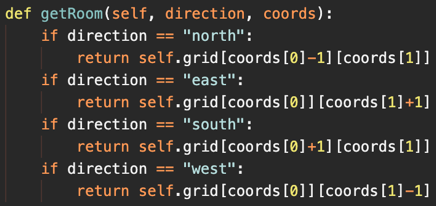 def getRoom(self, direction, coords):
    if direction == "north":
        return self.grid[coords[0]-1][coords[1]]
    if direction == "east":
        return self.grid[coords[0]][coords[1]+1]
    if direction == "south":
        return self.grid[coords[0]+1][coords[1]]
    if direction == "west":
        return self.grid[coords[0]][coords[1]-1]